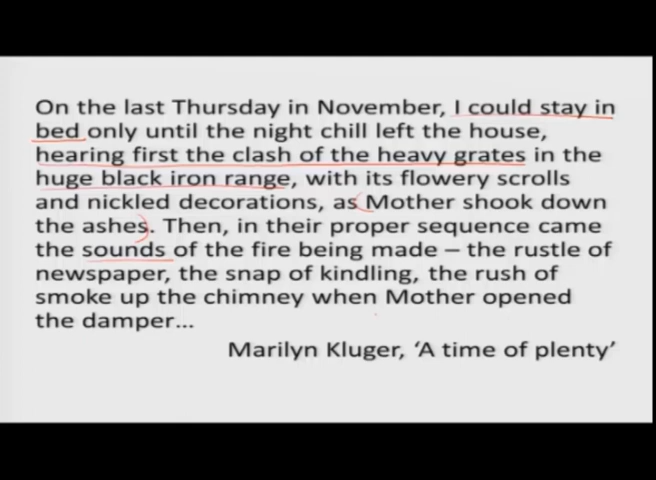 On the last Thursday in November, I could stay in
bed only until the night chill left the house,
hearing first the clash of the heavy grates in the
huge black iron range, with its flowery scrolls
and nickled decorations, as Mother shook down
the ashes. Then, in their proper sequence came
the sounds of the fire being made – the rustle of
newspaper, the snap of kindling, the rush of
smoke up the chimney when Mother opened
the damper...
Marilyn Kluger, ‘A time of plenty’